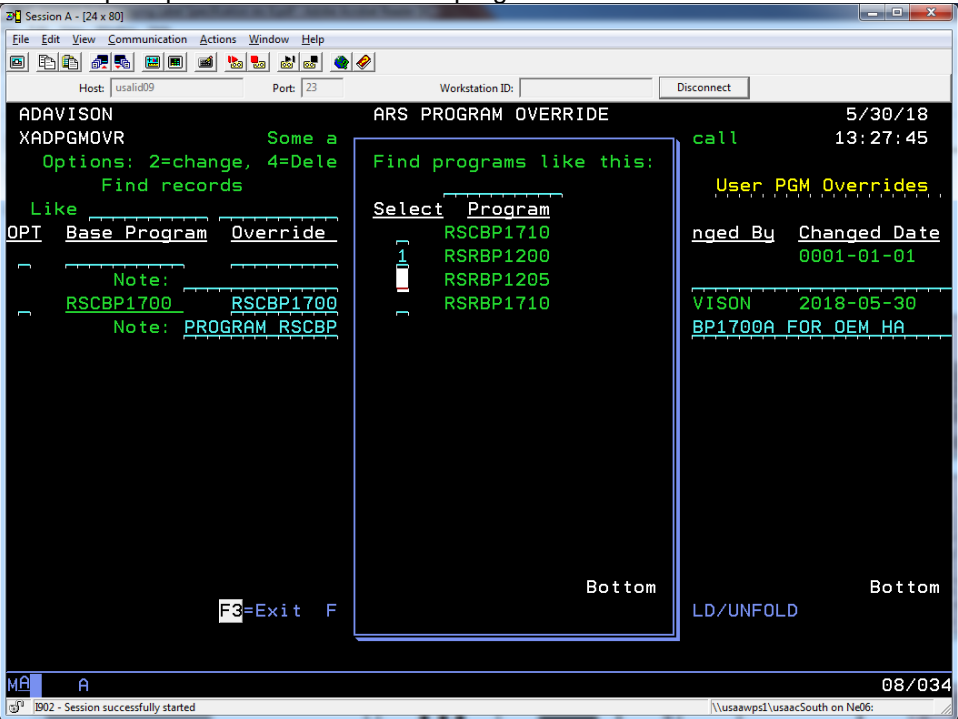 Session A - [24 x 80]
File Edit View Communication Actions Window Help
Host: usalid09 Port: 23 Workstation ID: Disconnect
ADAVISON ARS PROGRAM OVERRIDE 5/30/18
XADPGMOVR Some a call 13:27:45
Options: 2=change, 4=Dele Find programs like this:
Find records User PGM Overrides
Like Select Program
OPT Base Program Override RSCBP1710 nged By Changed Date
1 RSRBP1200 0001-01-01
Note: RSRBP1205
RSCBP1700 RSCBP1700 RSRBP1710 VISON 2018-05-30
Note: PROGRAM RSCBP BP1700A FOR OEM HA
Bottom Bottom
F3=Exit F LD/UNFOLD
MA A 08/034
I902 - Session successfully started \\usaawps1\usaacSouth on Ne06: